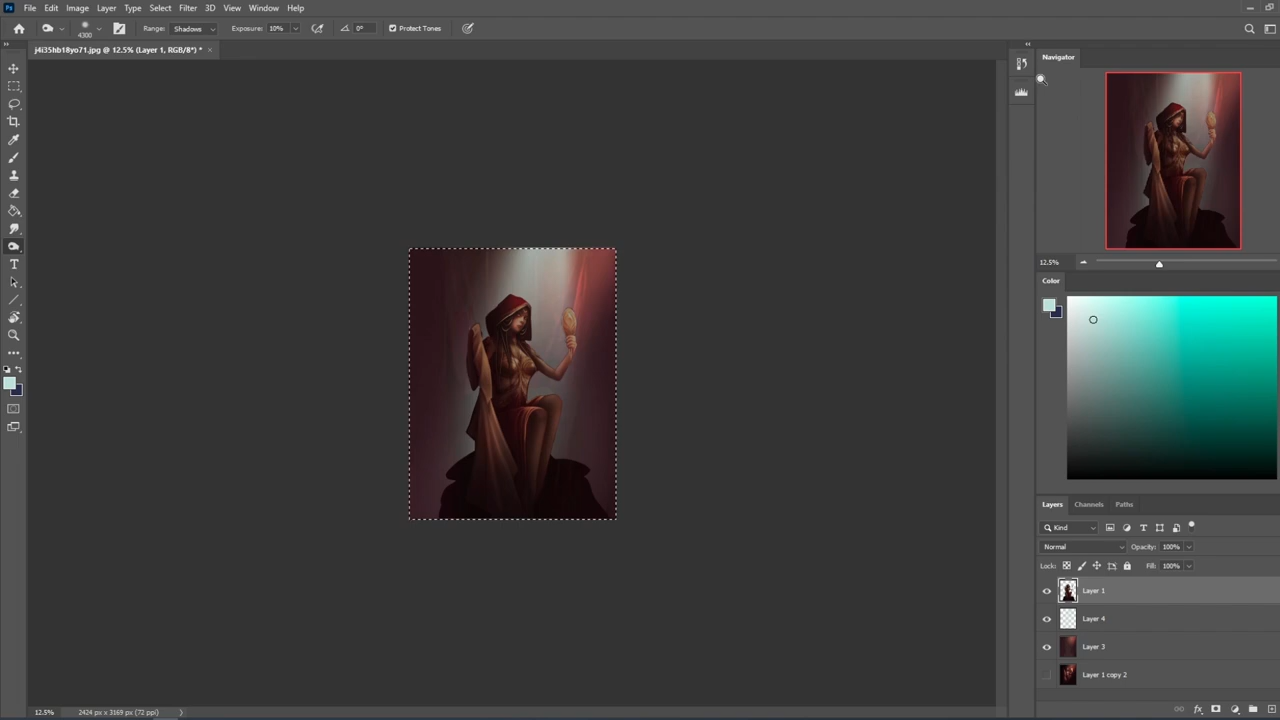 File Edit Image Layer Type Select Filter 3D View Window Help
4300 Range: Shadows Exposure: 10% 0° Protect Tones
j4i35hb18yo71.jpg @ 12.5% (Layer 1, RGB/8*) * ×
Navigator
12.5%
Color
Layers Channels Paths
Kind
Normal Opacity: 100%
Lock: Fill: 100%
Layer 1
Layer 4
Layer 3
Layer 1 copy 2
12.5% 2424 px x 3169 px (72 ppi)